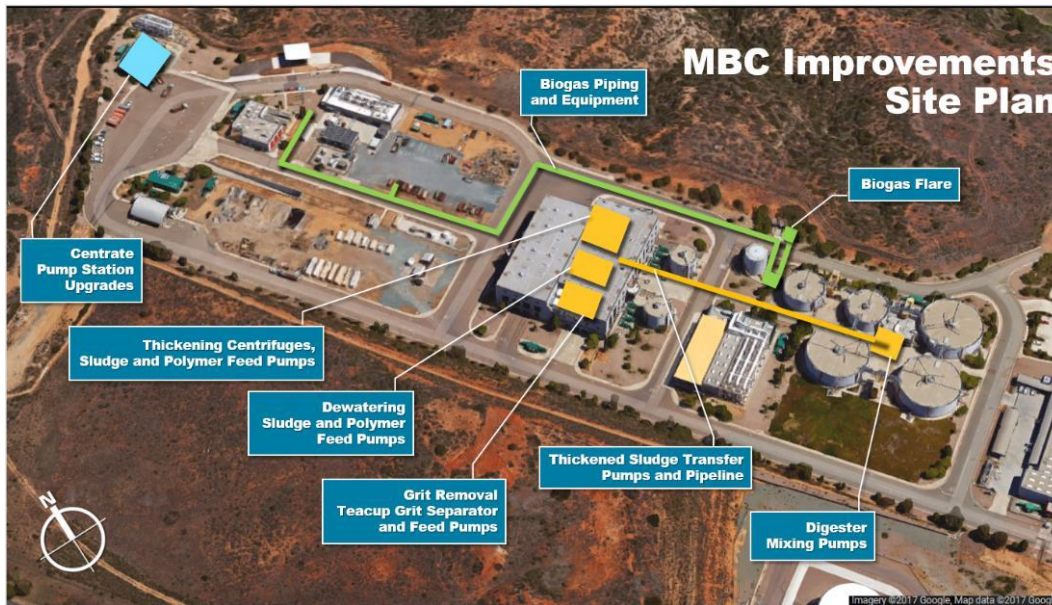 MBC Improvements
Site Plan
Biogas Piping
and Equipment
Biogas Flare
Centrate
Pump Station
Upgrades
Thickening Centrifuges,
Sludge and Polymer Feed Pumps
Dewatering
Sludge and Polymer
Feed Pumps
Thickened Sludge Transfer
Pumps and Pipeline
Grit Removal
Teacup Grit Separator
and Feed Pumps
Digester
Mixing Pumps
N
Imagery ©2017 Google, Map data ©2017 Goog